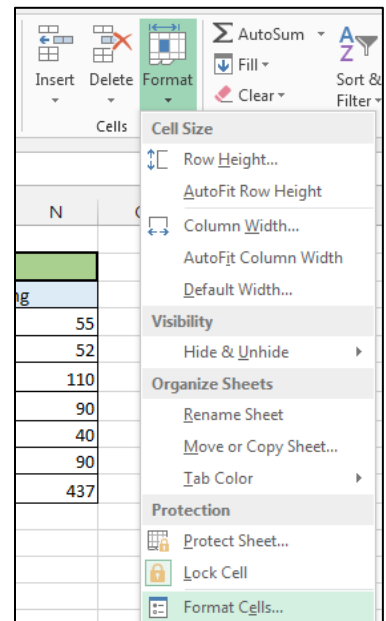 AutoSum
Fill
Clear
Insert Delete Format
Sort &
Filter
Cells
Cell Size
Row Height...
AutoFit Row Height
Column Width...
AutoFit Column Width
Default Width...
Visibility
Hide & Unhide
Organize Sheets
Rename Sheet
Move or Copy Sheet...
Tab Color
Protection
Protect Sheet...
Lock Cell
Format Cells...
N
ng
55
52
110
90
40
90
437